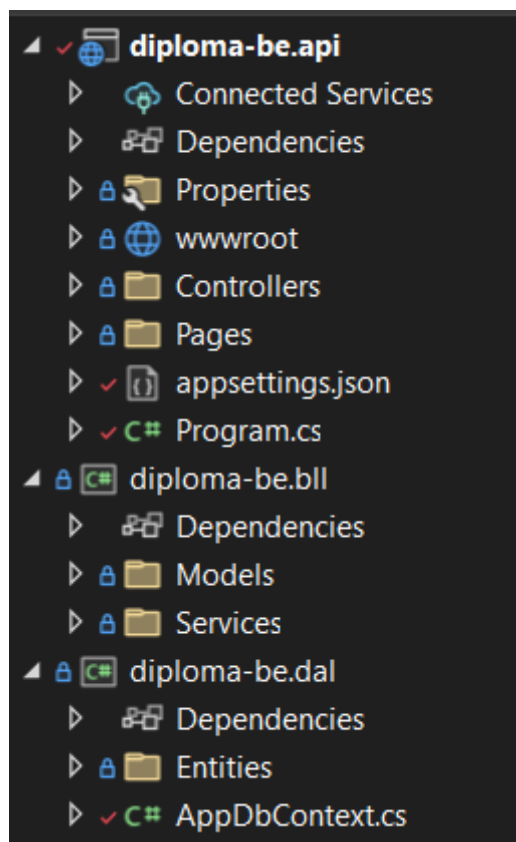 diploma-be.api
Connected Services
Dependencies
Properties
wwwroot
Controllers
Pages
appsettings.json
C# Program.cs
C# diploma-be.bll
Dependencies
Models
Services
C# diploma-be.dal
Dependencies
Entities
C# AppDbContext.cs